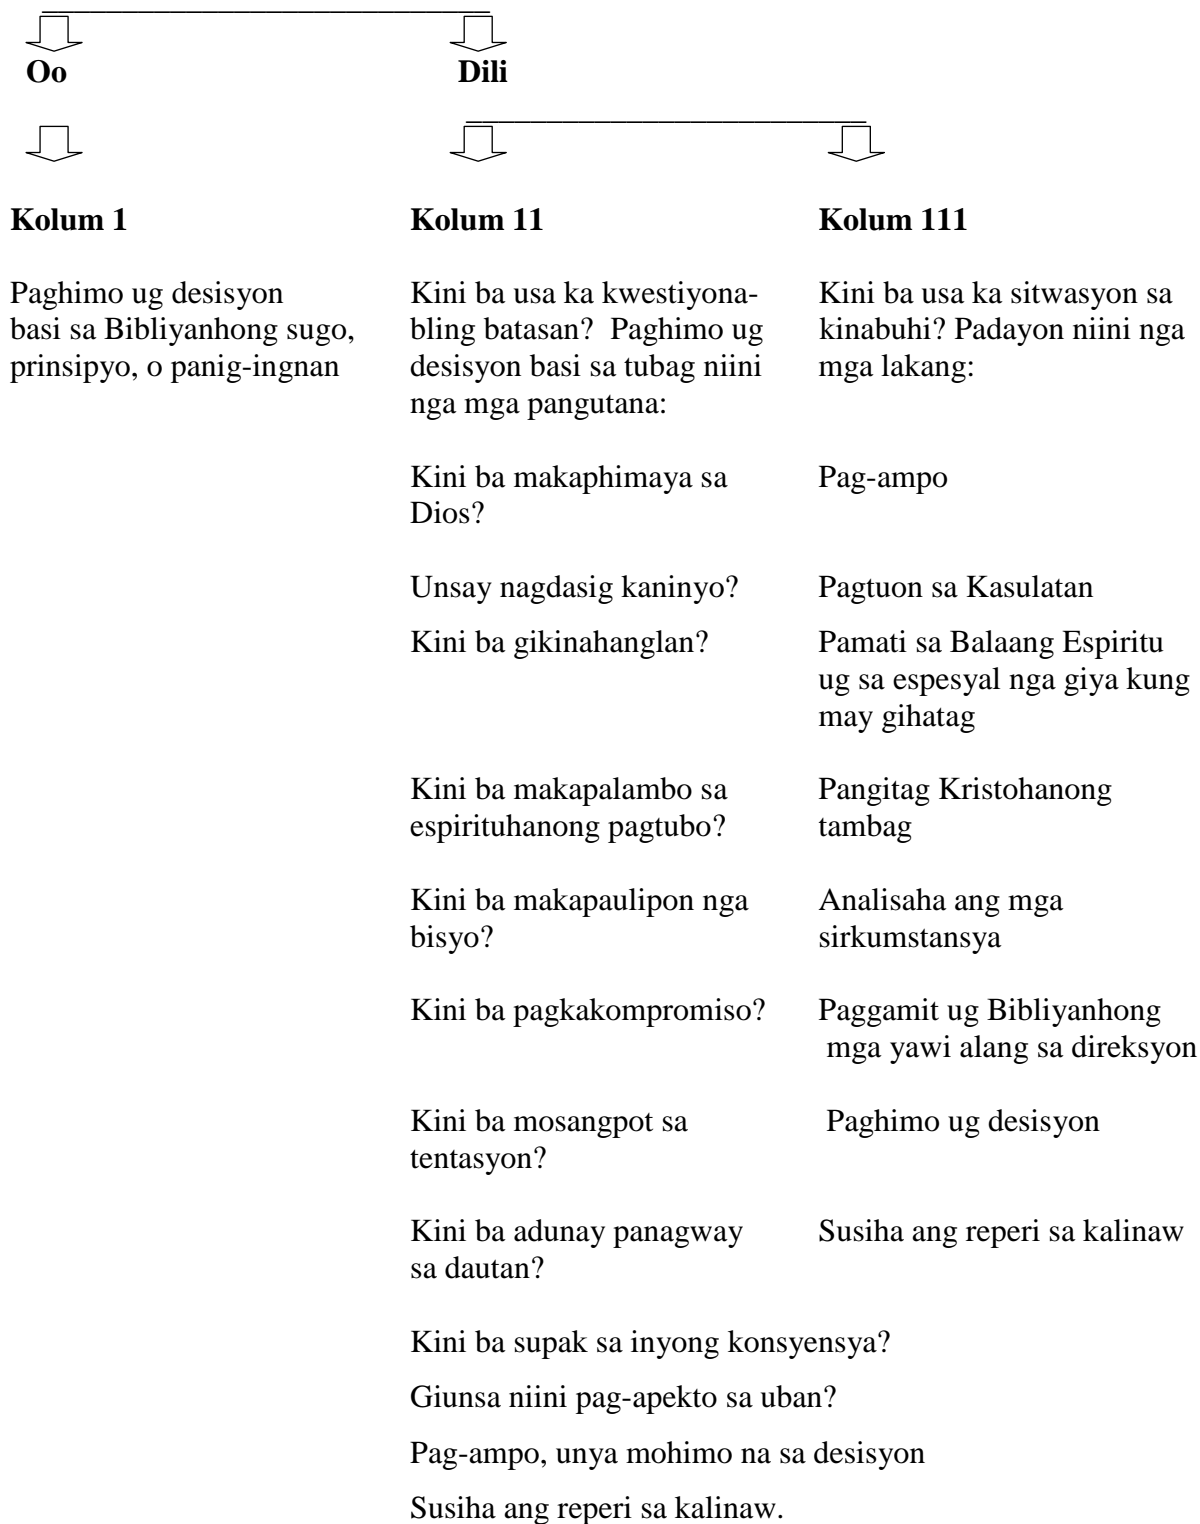 Oo
Dili
Kolum 1
Kolum 11
Kolum 111
Paghimo ug desisyon
basi sa Bibliyanhong sugo,
prinsipyo, o panig-ingnan
Kini ba usa ka kwestiyona-
bling batasan?  Paghimo ug
desisyon basi sa tubag niini
nga mga pangutana:
Kini ba usa ka sitwasyon sa
kinabuhi? Padayon niini nga
mga lakang:
Kini ba makaphimaya sa
Dios?
Pag-ampo
Unsay nagdasig kaninyo?
Pagtuon sa Kasulatan
Kini ba gikinahanglan?
Pamati sa Balaang Espiritu
ug sa espesyal nga giya kung
may gihatag
Kini ba makapalambo sa
espirituhanong pagtubo?
Pangitag Kristohanong
tambag
Kini ba makapaulipon nga
bisyo?
Analisaha ang mga
sirkumstansya
Kini ba pagkakompromiso?
Paggamit ug Bibliyanhong
mga yawi alang sa direksyon
Kini ba mosangpot sa
tentasyon?
Paghimo ug desisyon
Kini ba adunay panagway
sa dautan?
Susiha ang reperi sa kalinaw
Kini ba supak sa inyong konsyensya?
Giunsa niini pag-apekto sa uban?
Pag-ampo, unya mohimo na sa desisyon
Susiha ang reperi sa kalinaw.